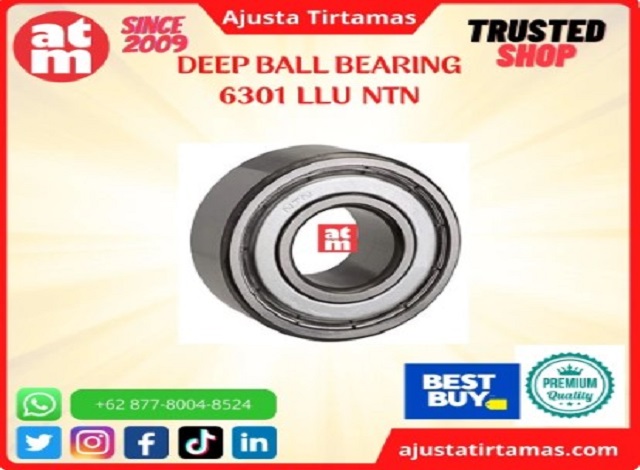 atm
SINCE
2009
Ajusta Tirtamas
TRUSTED
SHOP
DEEP BALL BEARING
6301 LLU NTN
NTN
atm
+62 877-8004-8524
BEST
BUY
PREMIUM
Quality
ajustatirtamas.com